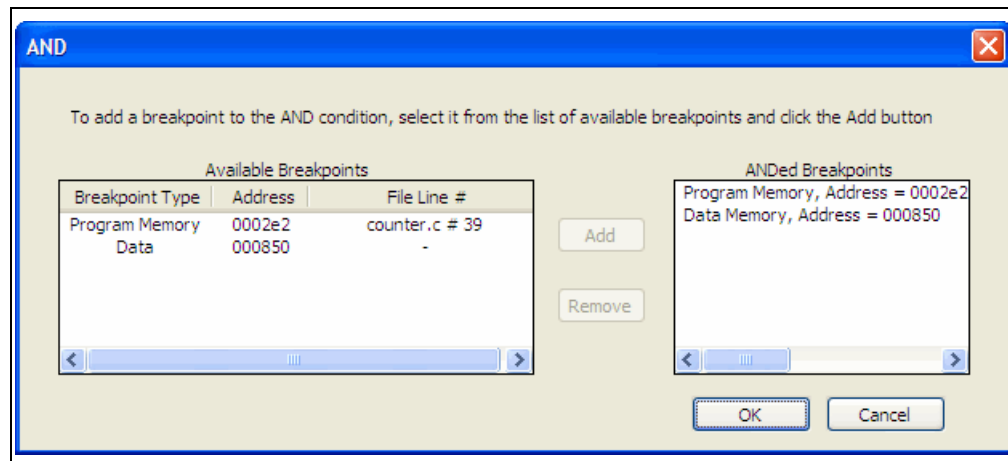 AND
To add a breakpoint to the AND condition, select it from the list of available breakpoints and click the Add button
Available Breakpoints
Breakpoint Type Address File Line #
Program Memory 0002e2 counter.c # 39
Data 000850 -
Add
Remove
ANDed Breakpoints
Program Memory, Address = 0002e2
Data Memory, Address = 000850
OK Cancel